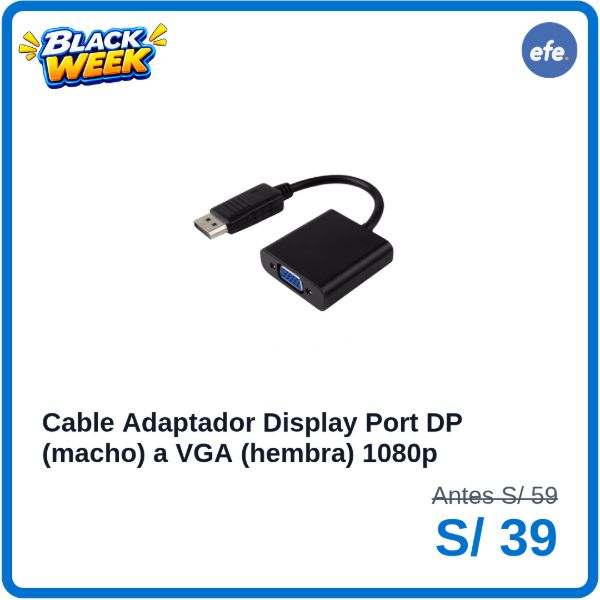 BLACK
WEEK
efe.
Cable Adaptador Display Port DP
(macho) a VGA (hembra) 1080p
Antes S/ 59
S/ 39